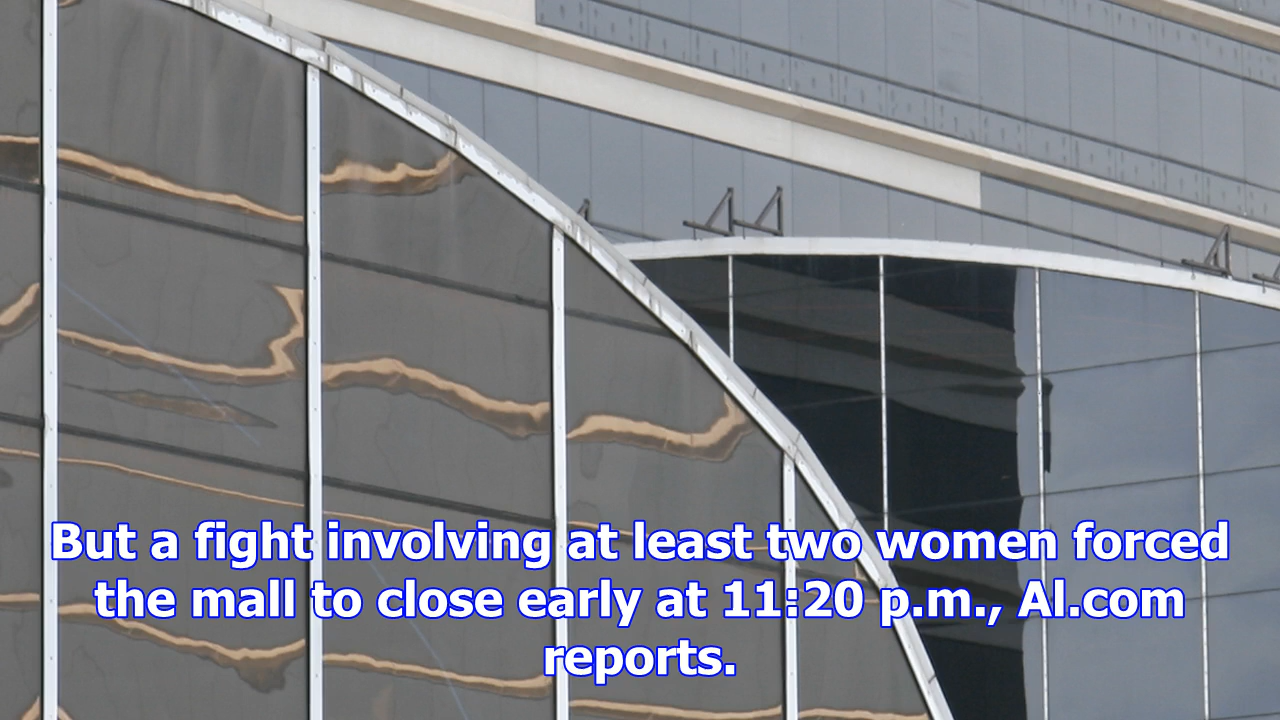 But a fight involving at least two women forced
the mall to close early at 11:20 p.m., Al.com
reports.